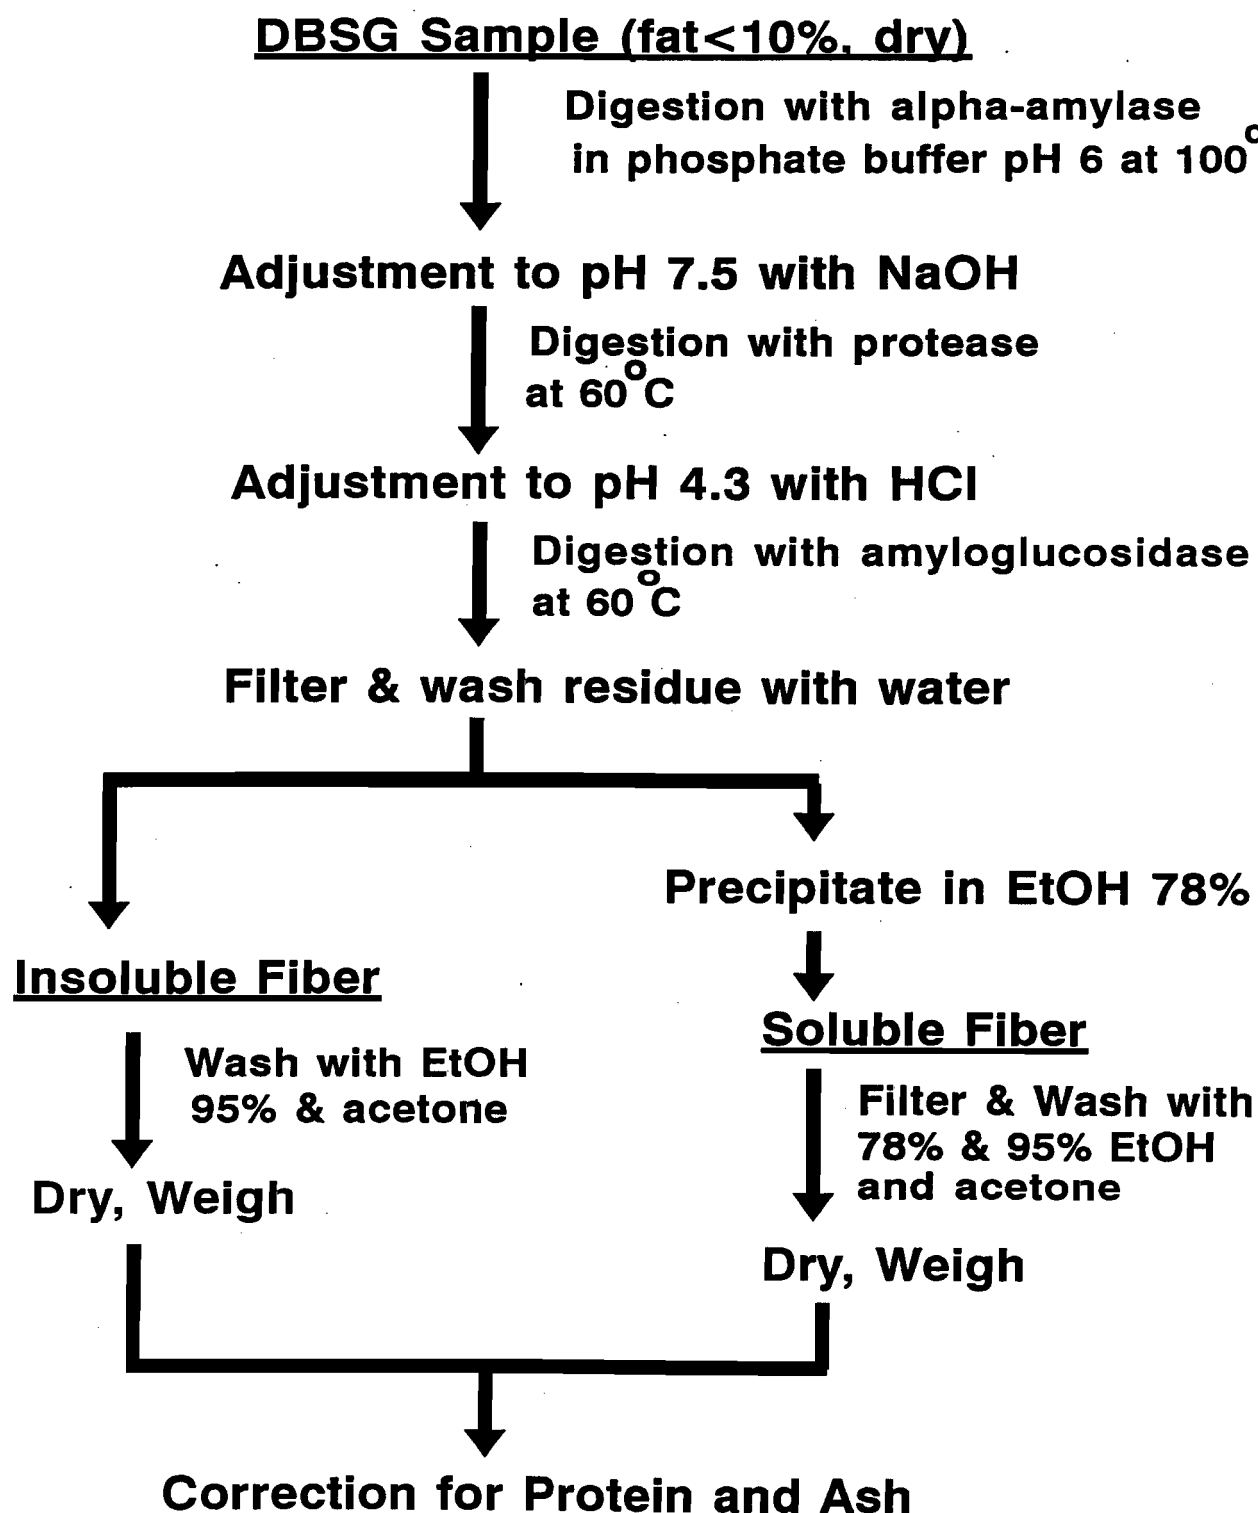 DBSG Sample (fat<10%, dry)
Digestion with alpha-amylase
in phosphate buffer pH 6 at 100°
Adjustment to pH 7.5 with NaOH
Digestion with protease
at 60°C
Adjustment to pH 4.3 with HCl
Digestion with amyloglucosidase
at 60°C
Filter & wash residue with water
Precipitate in EtOH 78%
Insoluble Fiber
Soluble Fiber
Wash with EtOH
95% & acetone
Filter & Wash with
78% & 95% EtOH
and acetone
Dry, Weigh
Dry, Weigh
Correction for Protein and Ash